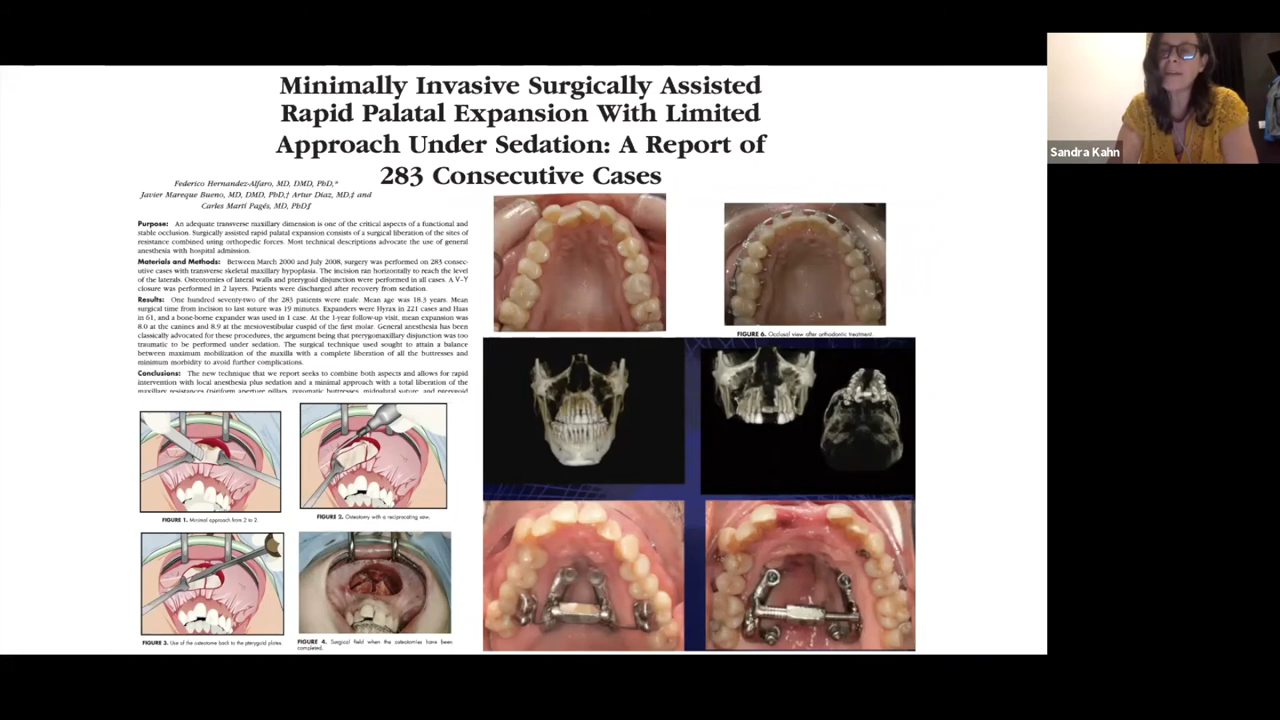 Minimally Invasive Surgically Assisted
Rapid Palatal Expansion With Limited
Approach Under Sedation: A Report of
283 Consecutive Cases
Federico Hernandez-Alfaro, MD, DMD, PhD,*
Javier Mareque Bueno, MD, DMD, PhD,† Artur Diaz, MD,‡ and
Carles Martí Pagés, MD, PhD§
Purpose: An adequate transverse maxillary dimension is one of the critical aspects of a functional and
stable occlusion. Surgically assisted rapid palatal expansion consists of a surgical liberation of the sites of
resistance combined using orthopedic forces. Most technical descriptions advocate the use of general
anesthesia with hospital admission.
Materials and Methods: Between March 2000 and July 2008, surgery was performed on 283 consec-
utive cases with transverse skeletal maxillary hypoplasia. The incision ran horizontally to reach the level
of the laterals. Osteotomies of lateral walls and pterygoid disjunction were performed in all cases. A V-Y
closure was performed in 2 layers. Patients were discharged after recovery from sedation.
Results: One hundred seventy-two of the 283 patients were male. Mean age was 18.3 years. Mean
surgical time from incision to last suture was 19 minutes. Expanders were Hyrax in 221 cases and Haas
in 61, and a bone-borne expander was used in 1 case. At the 1-year follow-up visit, mean expansion was
8.0 at the canines and 8.9 at the mesiovestibular cuspid of the first molar. General anesthesia has been
classically advocated for these procedures, the argument being that pterygomaxillary disjunction was too
traumatic to be performed under sedation. The surgical technique used sought to attain a balance
between maximum mobilization of the maxilla with a complete liberation of all the buttresses and
minimum morbidity to avoid further complications.
Conclusions: The new technique that we report seeks to combine both aspects and allows for rapid
intervention with local anesthesia plus sedation and a minimal approach with a total liberation of the
maxillary resistances (piriform aperture pillars, zygomatic buttresses, midpalatal suture, and pterygoid
FIGURE 6. Occlusal view after orthodontic treatment.
FIGURE 1. Minimal approach from 2 to 2.
FIGURE 2. Osteotomy with a reciprocating saw.
FIGURE 3. Use of the osteotome back to the pterygoid plates.
FIGURE 4. Surgical field when the osteotomies have been
completed.
Sandra Kahn